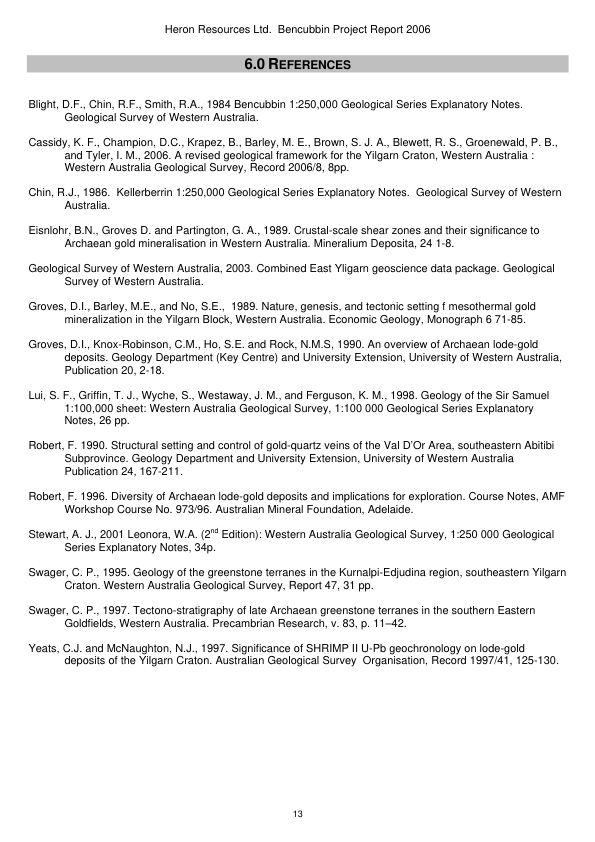 Heron Resources Ltd.  Bencubbin Project Report 2006
6.0 REFERENCES
Blight, D.F., Chin, R.F., Smith, R.A., 1984 Bencubbin 1:250,000 Geological Series Explanatory Notes.
Geological Survey of Western Australia.
Cassidy, K. F., Champion, D.C., Krapez, B., Barley, M. E., Brown, S. J. A., Blewett, R. S., Groenewald, P. B.,
and Tyler, I. M., 2006. A revised geological framework for the Yilgarn Craton, Western Australia :
Western Australia Geological Survey, Record 2006/8, 8pp.
Chin, R.J., 1986.  Kellerberrin 1:250,000 Geological Series Explanatory Notes.  Geological Survey of Western
Australia.
Eisnlohr, B.N., Groves D. and Partington, G. A., 1989. Crustal-scale shear zones and their significance to
Archaean gold mineralisation in Western Australia. Mineralium Deposita, 24 1-8.
Geological Survey of Western Australia, 2003. Combined East Yligarn geoscience data package. Geological
Survey of Western Australia.
Groves, D.I., Barley, M.E., and No, S.E.,  1989. Nature, genesis, and tectonic setting f mesothermal gold
mineralization in the Yilgarn Block, Western Australia. Economic Geology, Monograph 6 71-85.
Groves, D.I., Knox-Robinson, C.M., Ho, S.E. and Rock, N.M.S, 1990. An overview of Archaean lode-gold
deposits. Geology Department (Key Centre) and University Extension, University of Western Australia,
Publication 20, 2-18.
Lui, S. F., Griffin, T. J., Wyche, S., Westaway, J. M., and Ferguson, K. M., 1998. Geology of the Sir Samuel
1:100,000 sheet: Western Australia Geological Survey, 1:100 000 Geological Series Explanatory
Notes, 26 pp.
Robert, F. 1990. Structural setting and control of gold-quartz veins of the Val D'Or Area, southeastern Abitibi
Subprovince. Geology Department and University Extension, University of Western Australia
Publication 24, 167-211.
Robert, F. 1996. Diversity of Archaean lode-gold deposits and implications for exploration. Course Notes, AMF
Workshop Course No. 973/96. Australian Mineral Foundation, Adelaide.
Stewart, A. J., 2001 Leonora, W.A. (2nd Edition): Western Australia Geological Survey, 1:250 000 Geological
Series Explanatory Notes, 34p.
Swager, C. P., 1995. Geology of the greenstone terranes in the Kurnalpi-Edjudina region, southeastern Yilgarn
Craton. Western Australia Geological Survey, Report 47, 31 pp.
Swager, C. P., 1997. Tectono-stratigraphy of late Archaean greenstone terranes in the southern Eastern
Goldfields, Western Australia. Precambrian Research, v. 83, p. 11–42.
Yeats, C.J. and McNaughton, N.J., 1997. Significance of SHRIMP II U-Pb geochronology on lode-gold
deposits of the Yilgarn Craton. Australian Geological Survey  Organisation, Record 1997/41, 125-130.
13